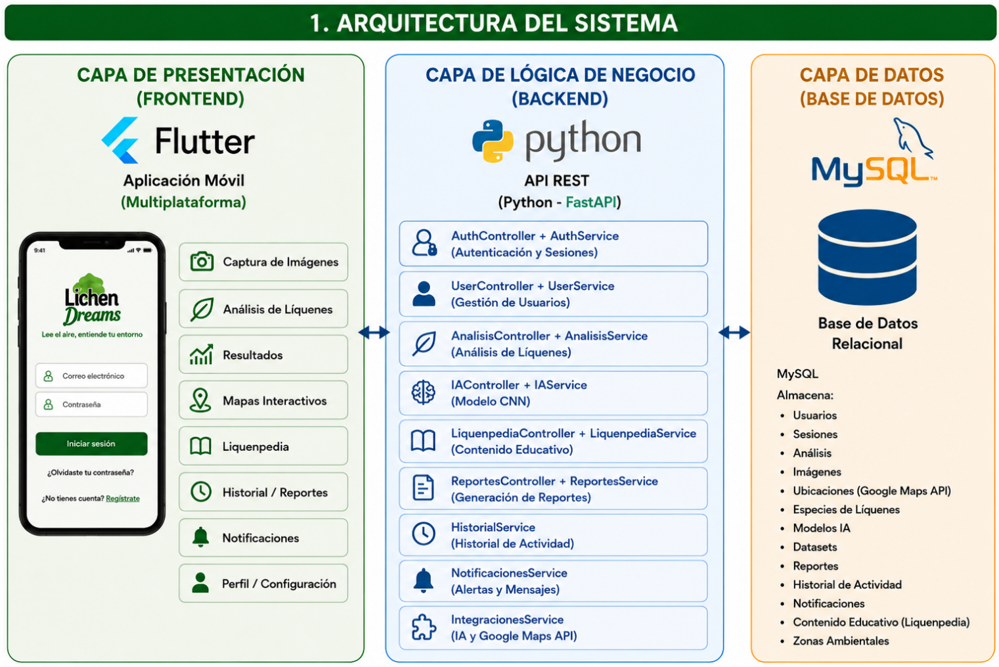 1. ARQUITECTURA DEL SISTEMA
CAPA DE PRESENTACIÓN
(FRONTEND)
Flutter
Aplicación Móvil
(Multiplataforma)
9:41
Lichen
Dreams
Lee el aire, entiende tu entorno
Correo electrónico
Contraseña
Iniciar sesión
¿Olvidaste tu contraseña?
¿No tienes cuenta? Regístrate
Captura de Imágenes
Análisis de Líquenes
Resultados
Mapas Interactivos
Liquenpedia
Historial / Reportes
Notificaciones
Perfil / Configuración
CAPA DE LÓGICA DE NEGOCIO
(BACKEND)
python
API REST
(Python - FastAPI)
AuthController + AuthService
(Autenticación y Sesiones)
UserController + UserService
(Gestión de Usuarios)
AnalisisController + AnalisisService
(Análisis de Líquenes)
IAController + IAService
(Modelo CNN)
LiquenpediaController + LiquenpediaService
(Contenido Educativo)
ReportesController + ReportesService
(Generación de Reportes)
HistorialService
(Historial de Actividad)
NotificacionesService
(Alertas y Mensajes)
IntegracionesService
(IA y Google Maps API)
CAPA DE DATOS
(BASE DE DATOS)
MySQL™
Base de Datos
Relacional
MySQL
Almacena:
• Usuarios
• Sesiones
• Análisis
• Imágenes
• Ubicaciones (Google Maps API)
• Especies de Líquenes
• Modelos IA
• Datasets
• Reportes
• Historial de Actividad
• Notificaciones
• Contenido Educativo (Liquenpedia)
• Zonas Ambientales